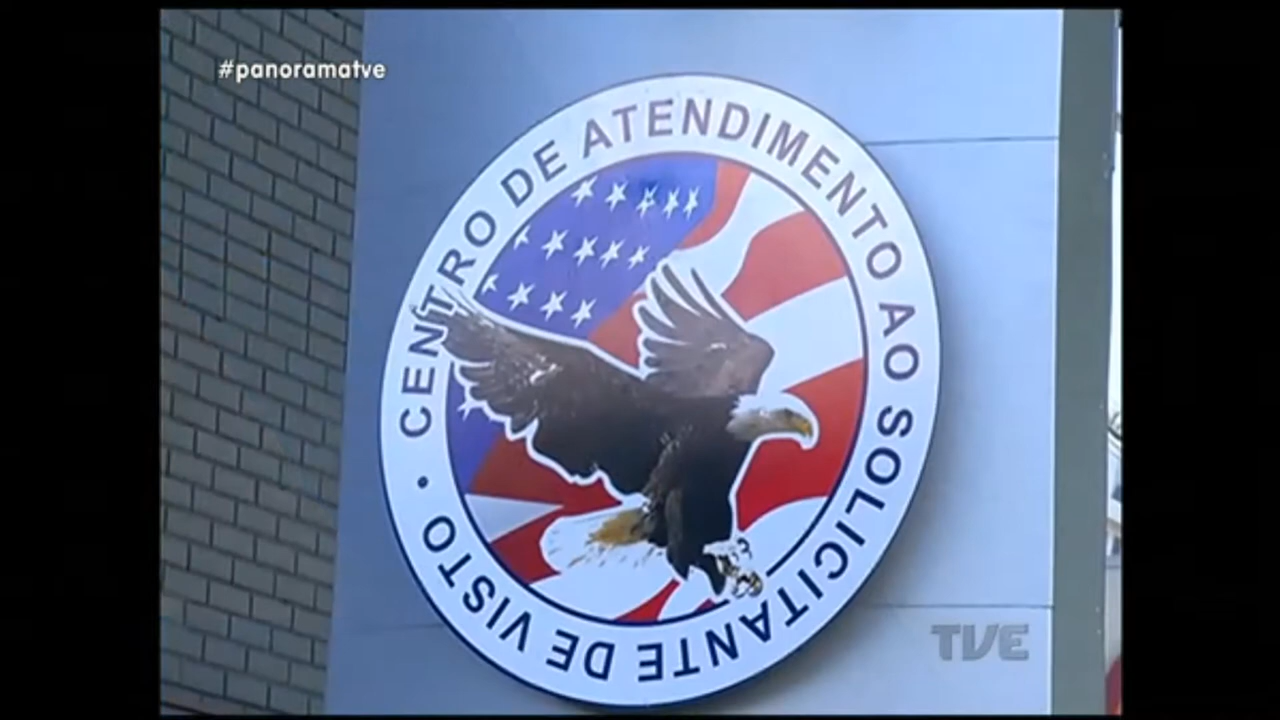 #panoramatve
CENTRO DE ATENDIMENTO AO SOLICITANTE DE VISTO •
TVE